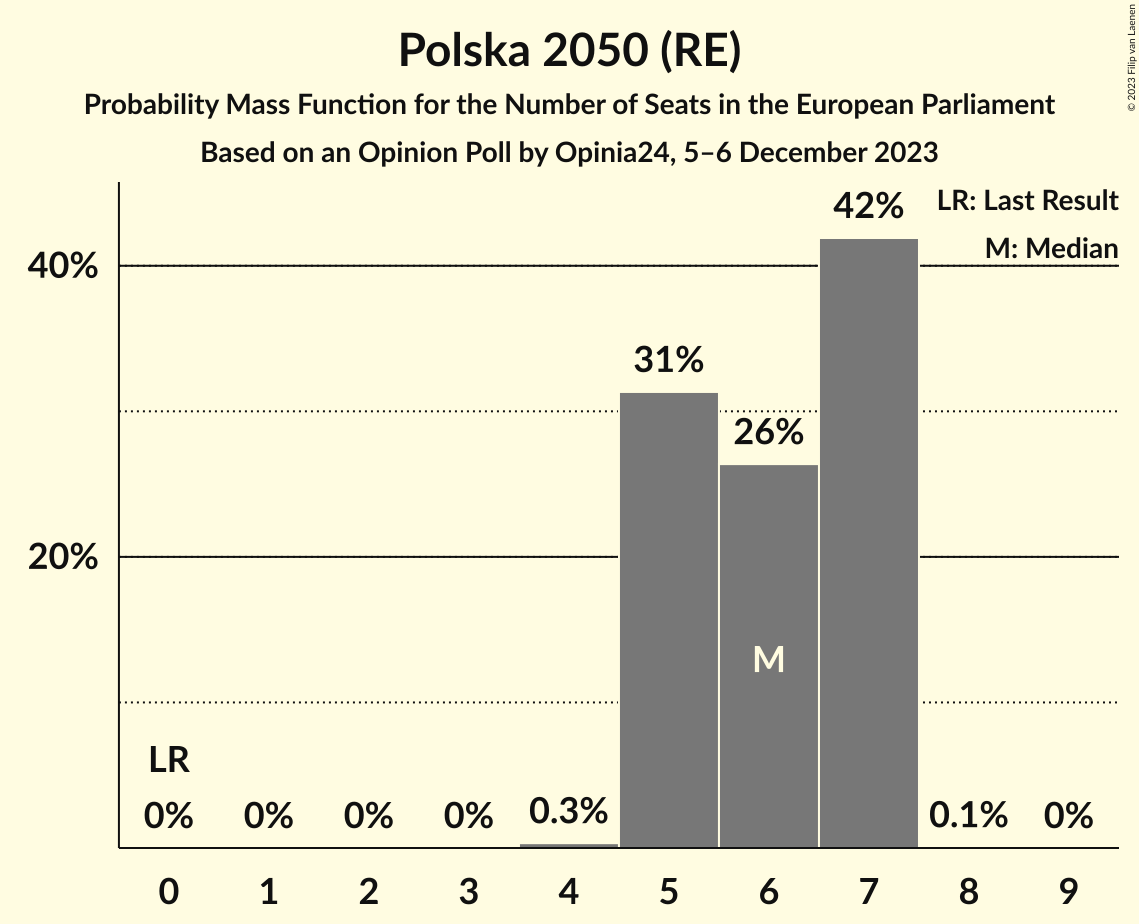 Polska 2050 (RE)
Probability Mass Function for the Number of Seats in the European Parliament
Based on an Opinion Poll by Opinia24, 5–6 December 2023
© 2023 Filip van Laenen
LR: Last Result
M: Median
40%
20%
42%
31%
26%
M
LR
0%
0%
0%
0%
0.3%
0.1%
0%
0 1 2 3 4 5 6 7 8 9